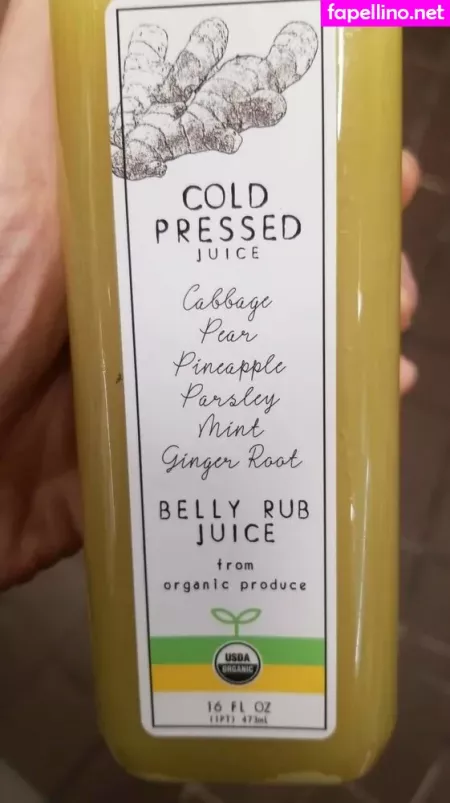 fapellino.net
COLD
PRESSED
JUICE
Cabbage
Pear
Pineapple
Parsley
Mint
Ginger Root
BELLY RUB
JUICE
from
organic produce
USDA
ORGANIC
16 FL OZ
(1PT) 473mL